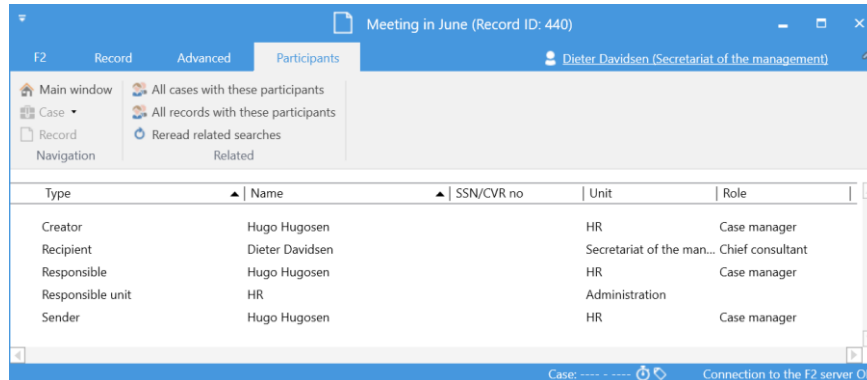 Meeting in June (Record ID: 440)
F2 Record Advanced Participants Dieter Davidsen (Secretariat of the management)
Main window All cases with these participants
Case All records with these participants
Record Reread related searches
Navigation Related
Type Name SSN/CVR no Unit Role
Creator Hugo Hugosen HR Case manager
Recipient Dieter Davidsen Secretariat of the man... Chief consultant
Responsible Hugo Hugosen HR Case manager
Responsible unit HR Administration
Sender Hugo Hugosen HR Case manager
Case: ---- - ---- Connection to the F2 server O